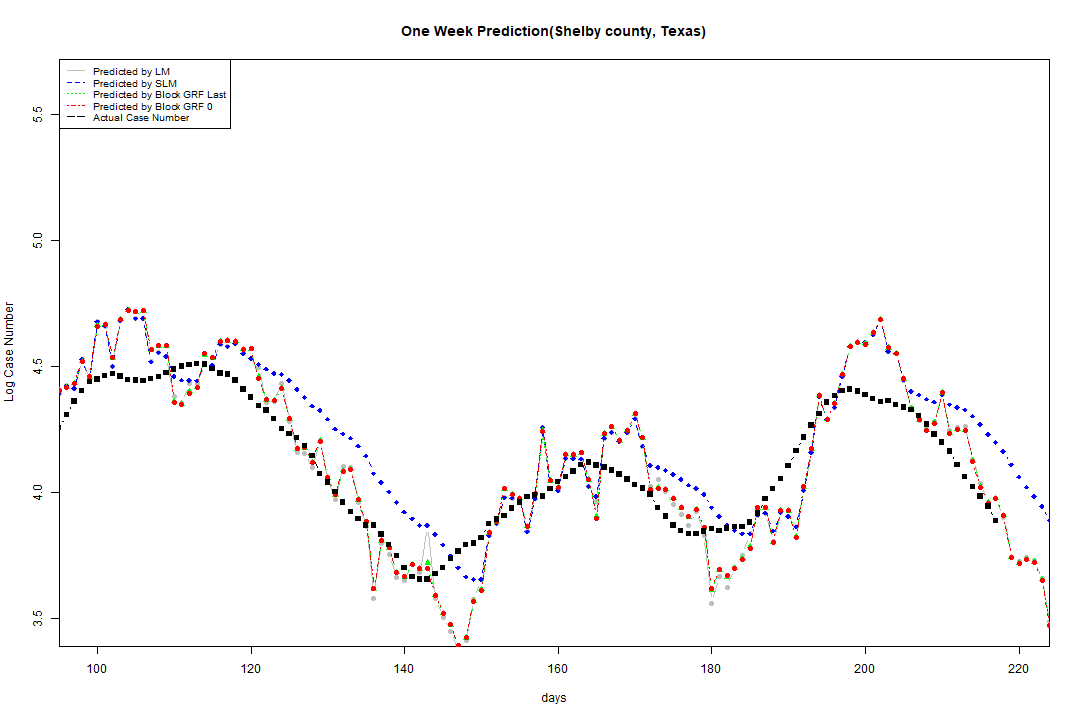 One Week Prediction(Shelby county, Texas)
Predicted by LM
Predicted by SLM
Predicted by Block GRF Last
Predicted by Block GRF 0
Actual Case Number
Log Case Number
5.5
5.0
4.5
4.0
3.5
100 120 140 160 180 200 220
days